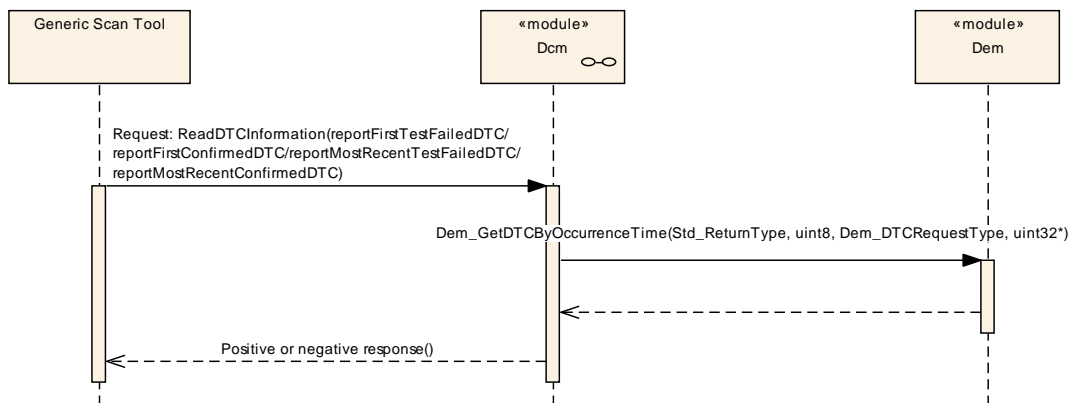 Generic Scan Tool
«module»
Dcm
«module»
Dem
Request: ReadDTCInformation(reportFirstTestFailedDTC/
reportFirstConfirmedDTC/reportMostRecentTestFailedDTC/
reportMostRecentConfirmedDTC)
Dem_GetDTCByOccurrenceTime(Std_ReturnType, uint8, Dem_DTCRequestType, uint32*)
Positive or negative response()